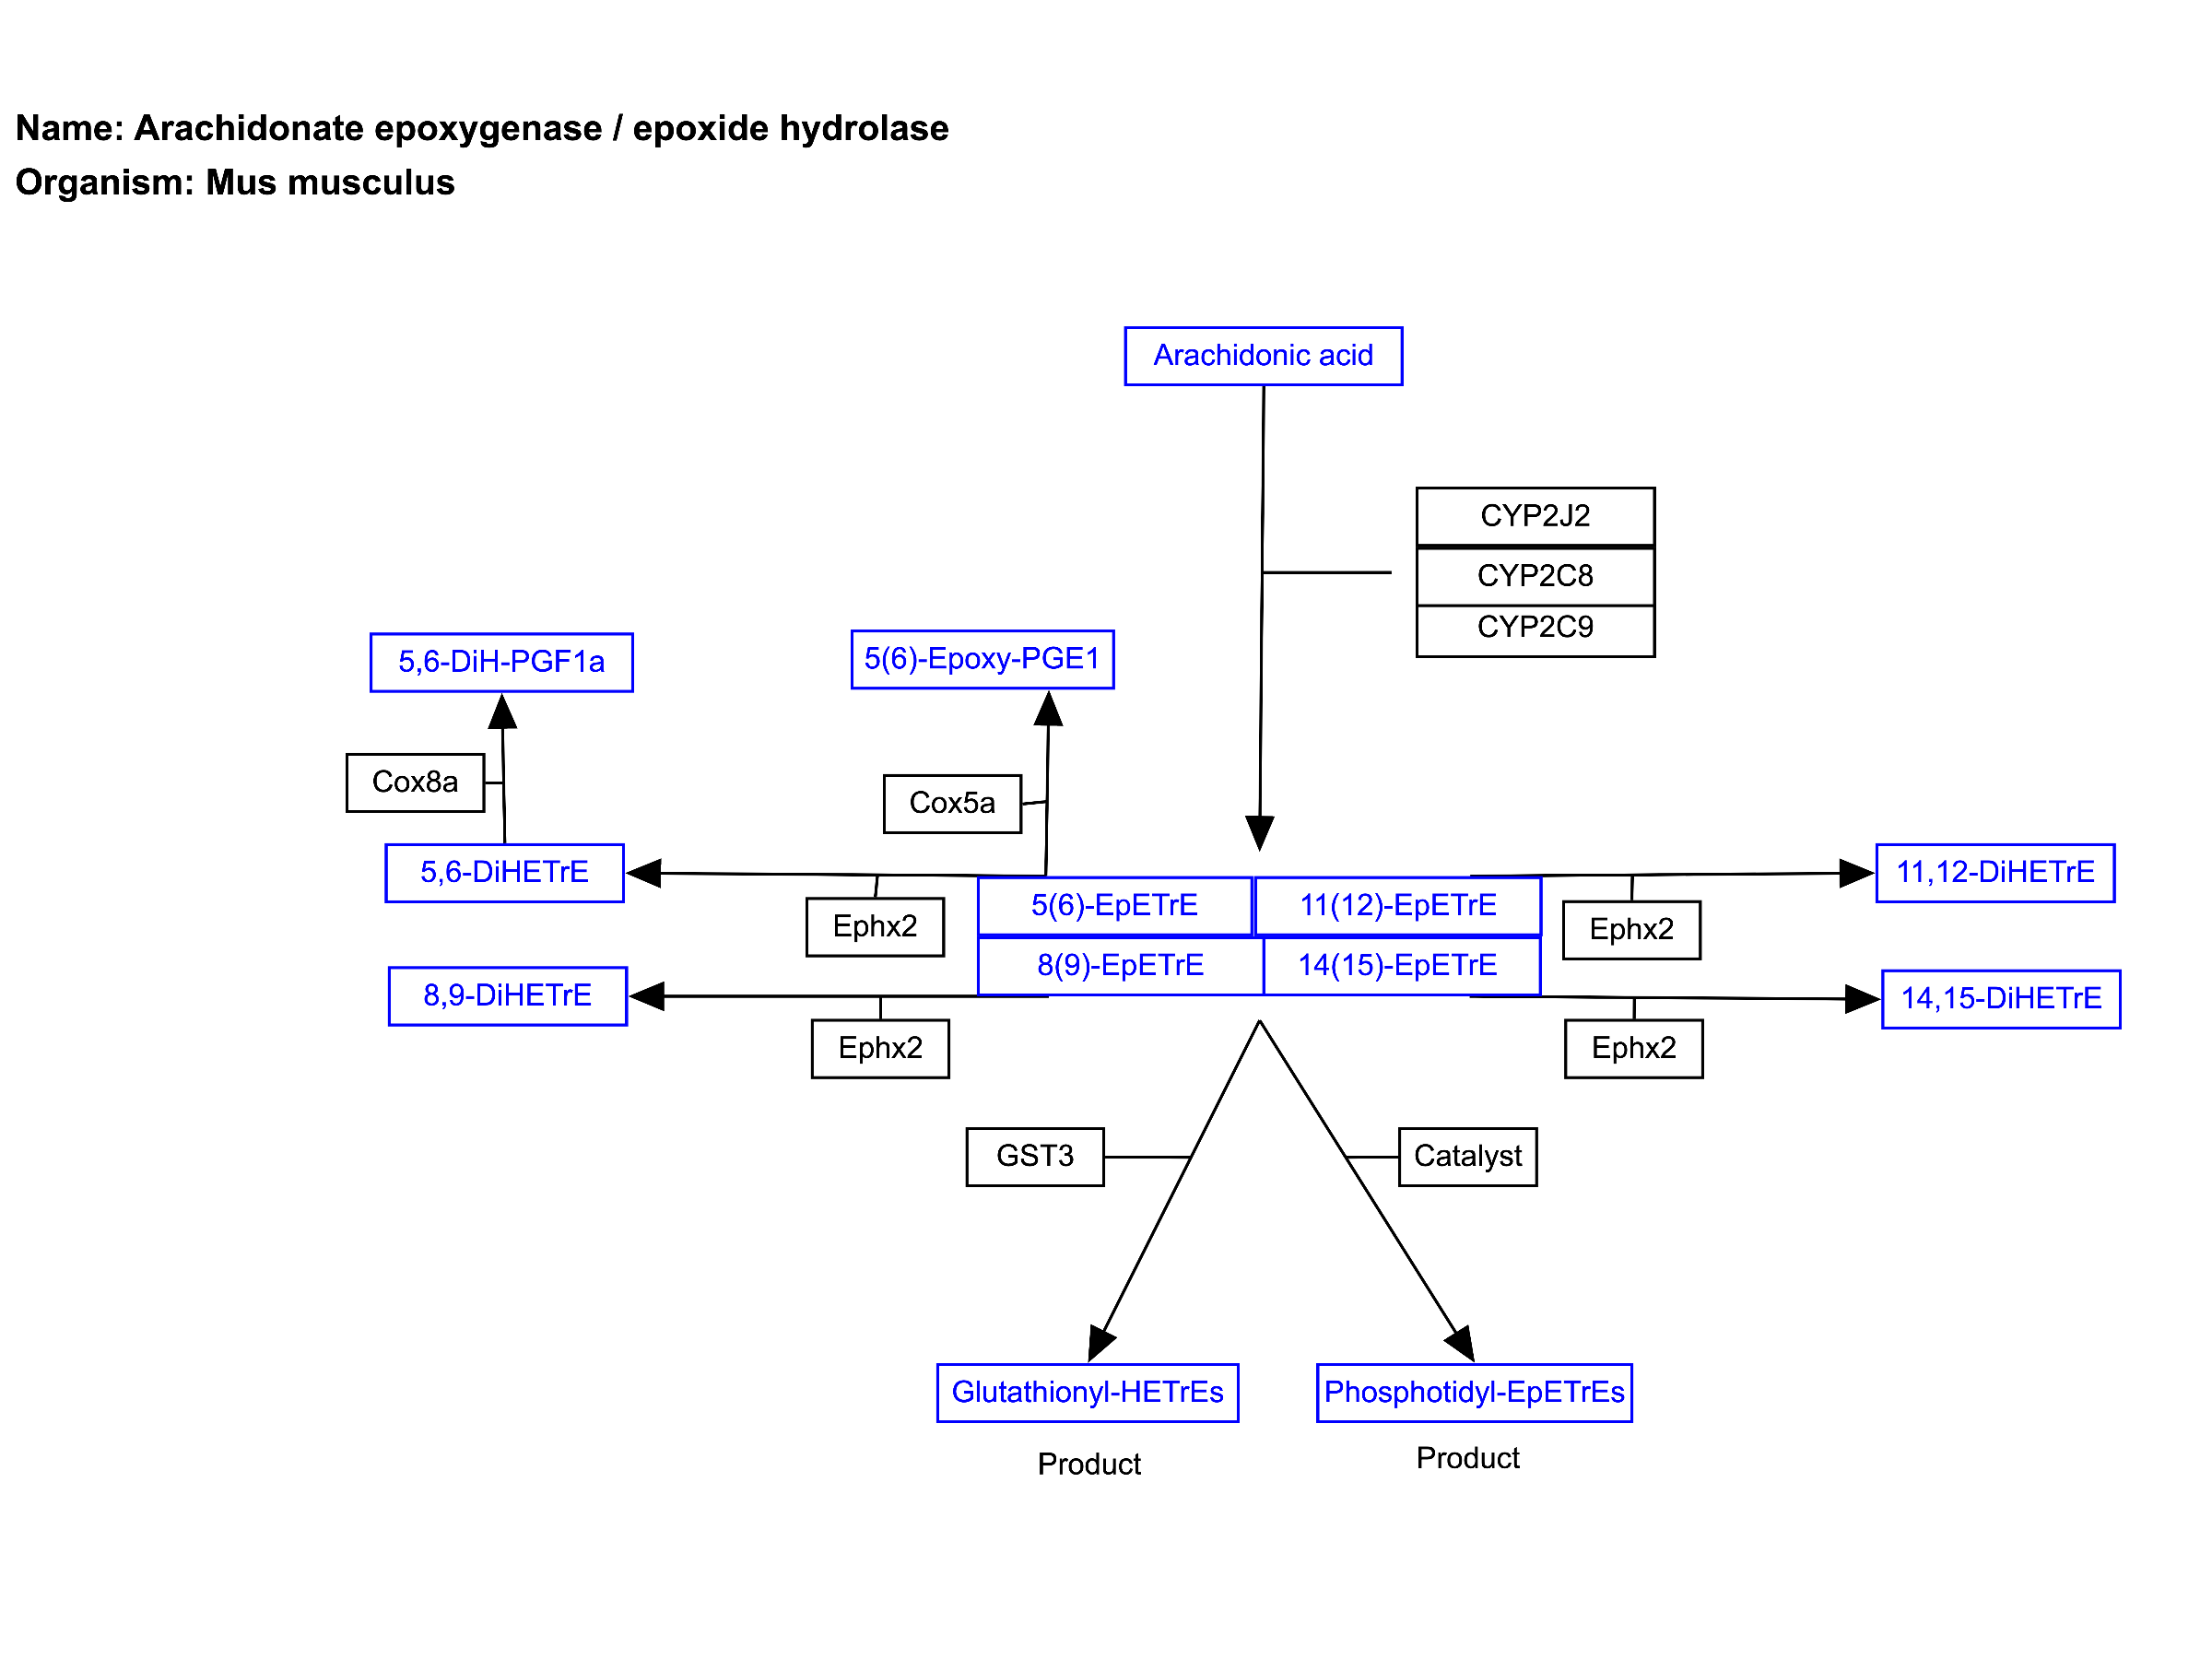 Name: Arachidonate epoxygenase / epoxide hydrolase
Organism: Mus musculus
Arachidonic acid
CYP2J2
CYP2C8
CYP2C9
5,6-DiH-PGF1a
5(6)-Epoxy-PGE1
Cox8a
Cox5a
5,6-DiHETrE
11,12-DiHETrE
5(6)-EpETrE
11(12)-EpETrE
Ephx2
Ephx2
8(9)-EpETrE
14(15)-EpETrE
8,9-DiHETrE
14,15-DiHETrE
Ephx2
Ephx2
GST3
Catalyst
Glutathionyl-HETrEs
Phosphotidyl-EpETrEs
Product
Product